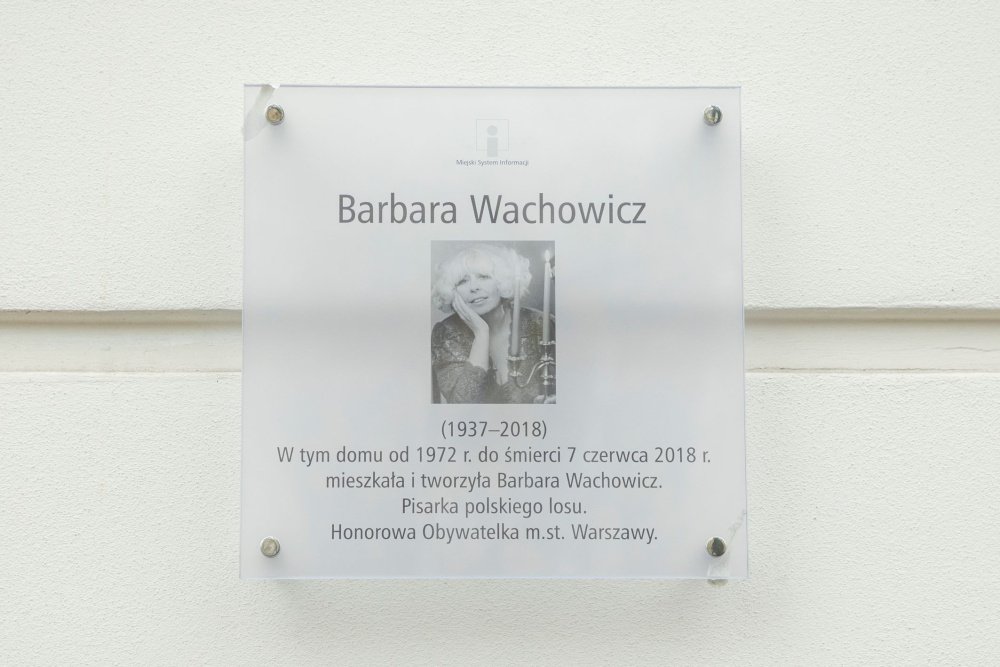 i
Miejski System Informacji
Barbara Wachowicz
(1937–2018)
W tym domu od 1972 r. do śmierci 7 czerwca 2018 r.
mieszkała i tworzyła Barbara Wachowicz.
Pisarka polskiego losu.
Honorowa Obywatelka m.st. Warszawy.